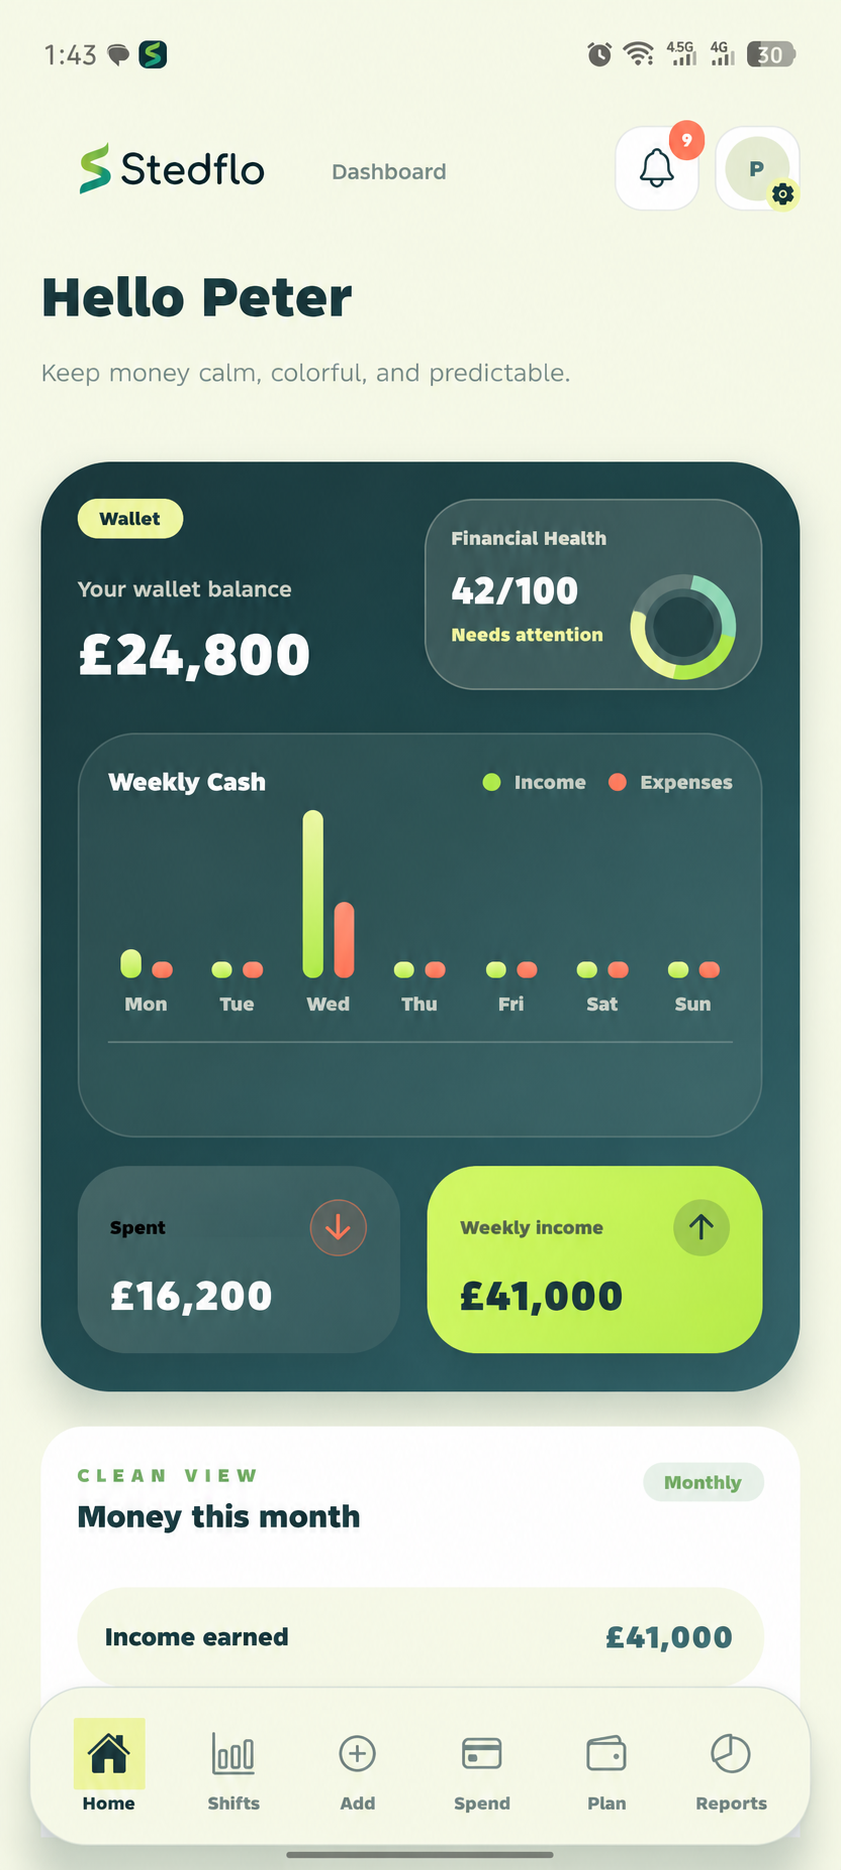 1:43 4.5G 4G 30
Stedflo Dashboard 9 P
Hello Peter
Keep money calm, colorful, and predictable.
Wallet
Your wallet balance
£24,800
Financial Health
42/100
Needs attention
Weekly Cash Income Expenses
Mon Tue Wed Thu Fri Sat Sun
Spent
£16,200
Weekly income
£41,000
CLEAN VIEW
Monthly
Money this month
Income earned £41,000
Home Shifts Add Spend Plan Reports